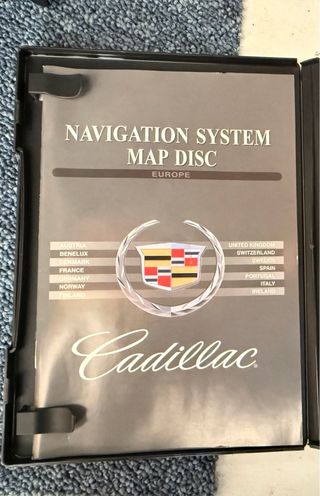 NAVIGATION SYSTEM
MAP DISC
EUROPE
AUSTRIA
BENELUX
DENMARK
FRANCE
GERMANY
NORWAY
FINLAND
UNITED KINGDOM
SWITZERLAND
SWEDEN
SPAIN
PORTUGAL
ITALY
IRELAND
Cadillac